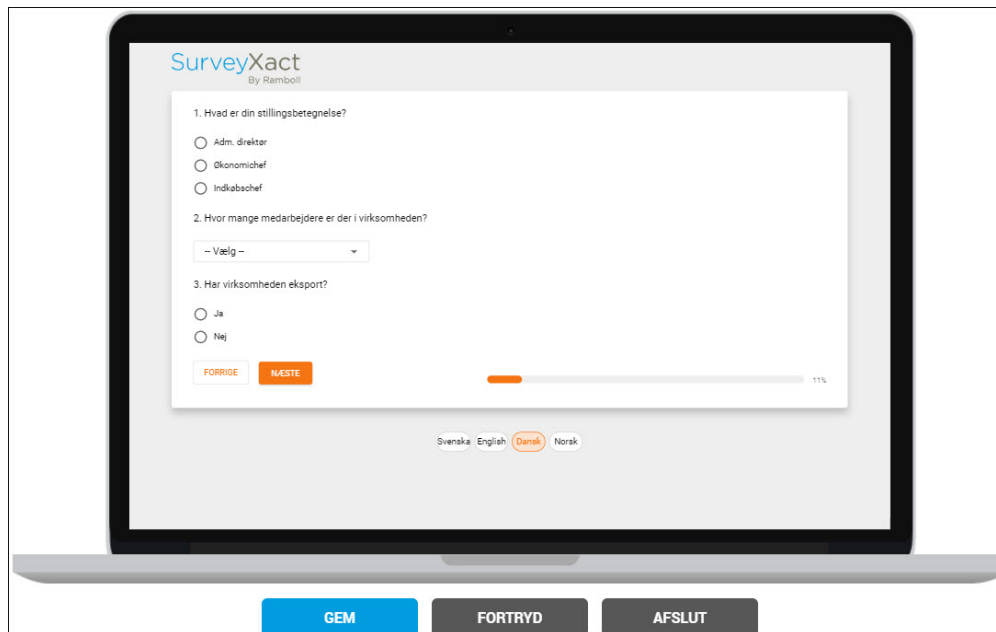 SurveyXact
By Ramboll
1. Hvad er din stillingsbetegnelse?
Adm. direktør
Økonomichef
Indkøbschef
2. Hvor mange medarbejdere er der i virksomheden?
-- Vælg --
3. Har virksomheden eksport?
Ja
Nej
FORRIGE NÆSTE 11%
Svenska English Dansk Norsk
GEM FORTRYD AFSLUT